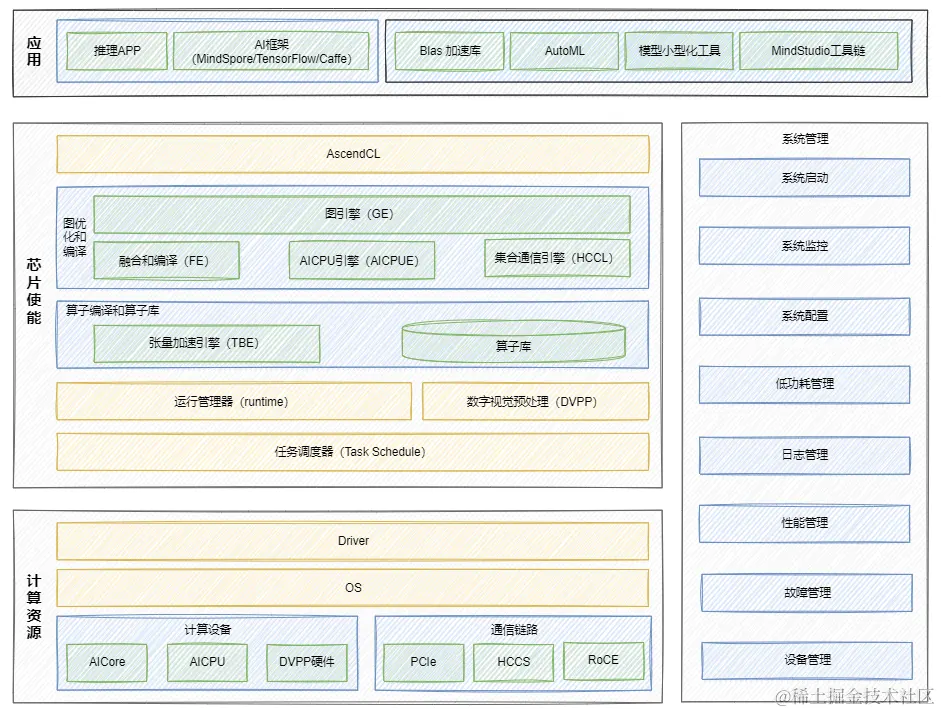 应用
推理APP
AI框架
(MindSpore/TensorFlow/Caffe)
Blas 加速库
AutoML
模型小型化工具
MindStudio工具链
芯片使能
AscendCL
图优
化和
编译
图引擎（GE）
融合和编译（FE）
AICPU引擎（AICPUE）
集合通信引擎（HCCL）
算子编译和算子库
张量加速引擎（TBE）
算子库
运行管理器（runtime）
数字视觉预处理（DVPP）
任务调度器（Task Schedule）
计算资源
Driver
OS
计算设备
AICore
AICPU
DVPP硬件
通信链路
PCIe
HCCS
RoCE
系统管理
系统启动
系统监控
系统配置
低功耗管理
日志管理
性能管理
故障管理
设备管理
@稀土掘金技术社区